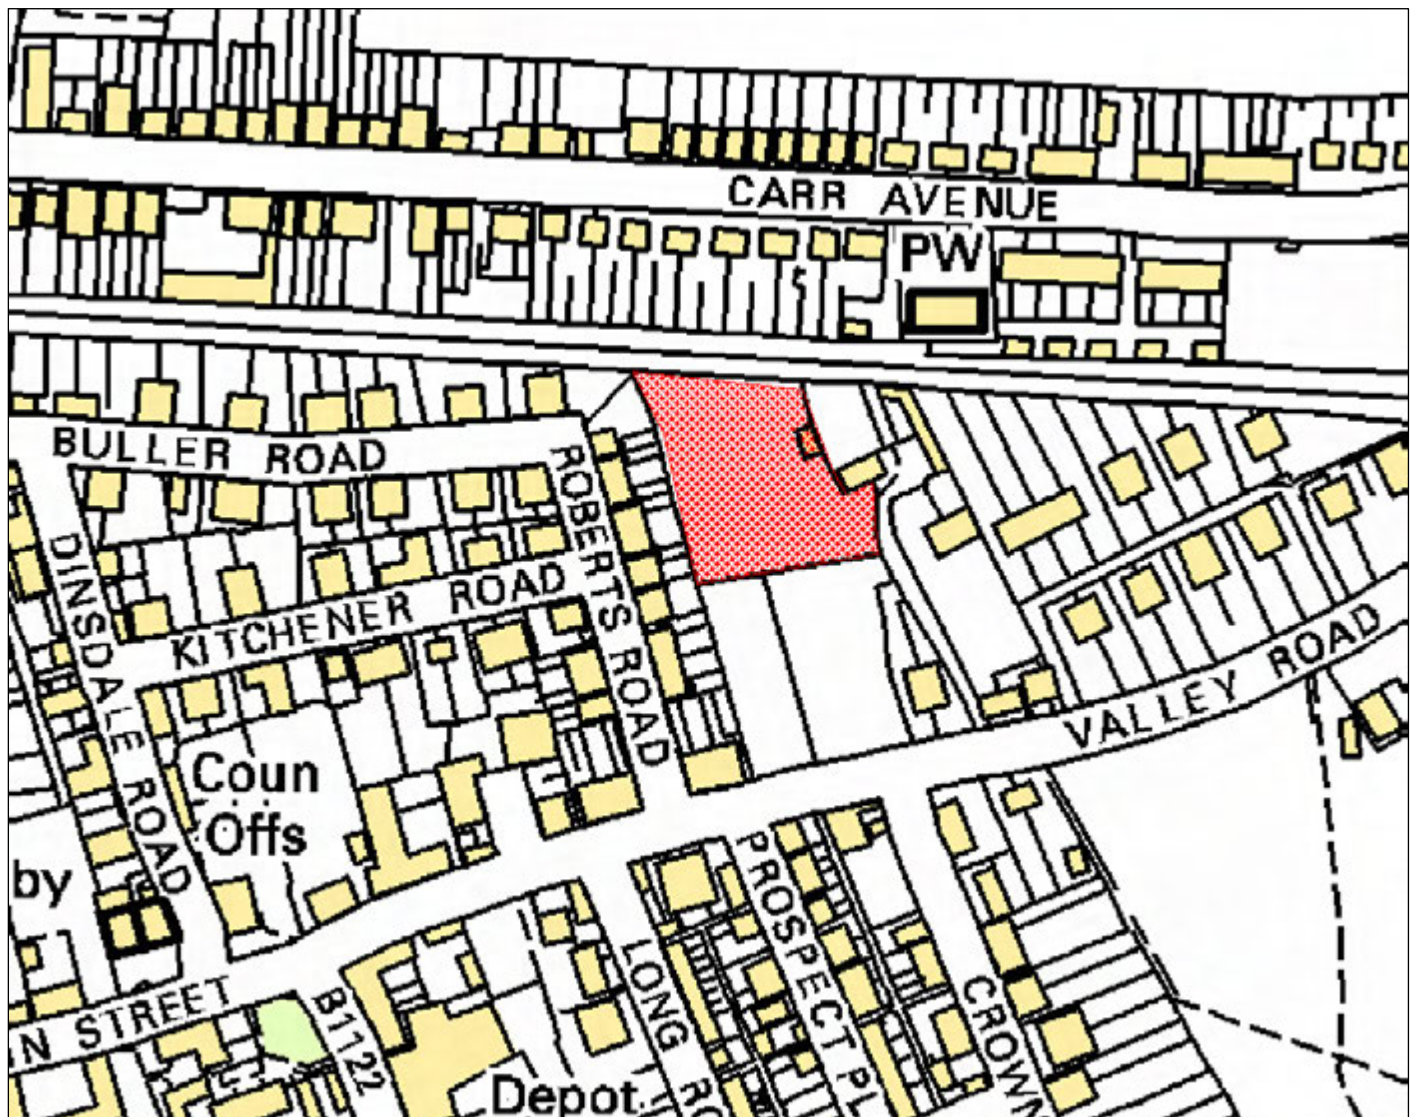 CARR AVENUE
PW
BULLER ROAD
ROBERTS ROAD
DINSDALE ROAD
KITCHENER ROAD
VALLEY ROAD
Coun
Offs
by
PROSPECT PL
LONG RO
CROWN
N STREET
B1122
Depot